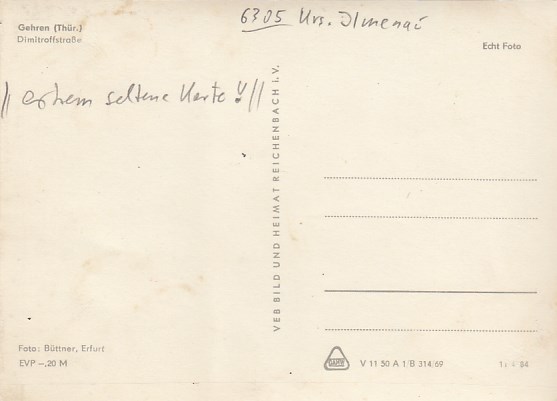 6305 Krs. Ilmenau
Gehren (Thür.)
Dimitroffstraße
Echt Foto
// extrem seltene Karte !//
VEB BILD UND HEIMAT REICHENBACH I. V.
Foto: Büttner, Erfurt
EVP –,20 M
V 11 50 A 1/B 314/69